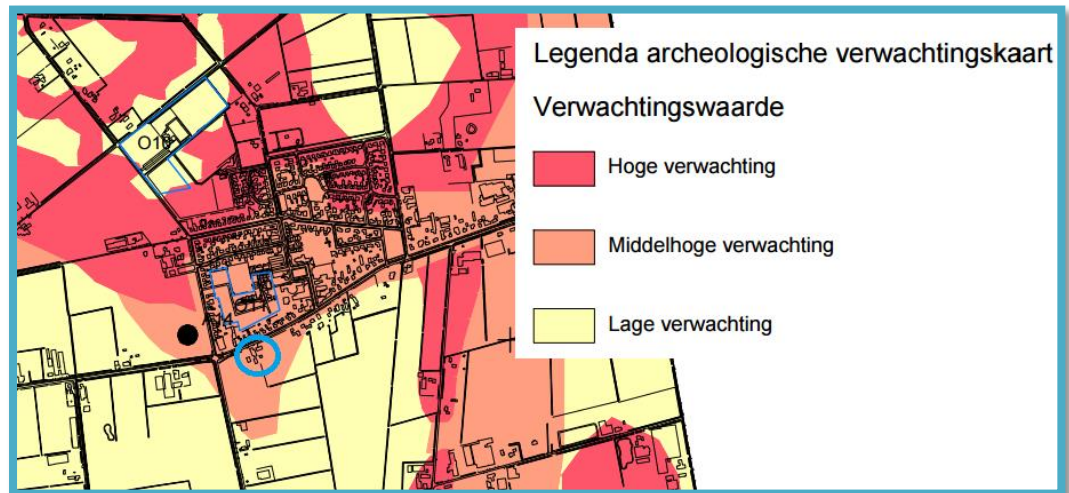 Legenda archeologische verwachtingskaart
Verwachtingswaarde
Hoge verwachting
Middelhoge verwachting
Lage verwachting